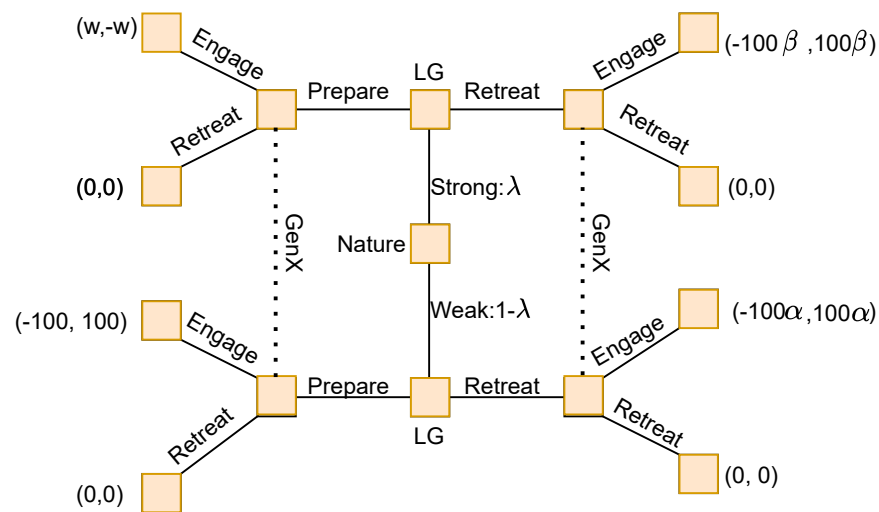 (w,-w)
Engage
LG
Engage
(-100 β ,100β)
Prepare
Retreat
Retreat
Retreat
(0,0)
(0,0)
Strong:λ
GenX
GenX
Nature
Weak:1-λ
(-100, 100)
Engage
Engage
(-100α,100α)
Prepare
Retreat
Retreat
Retreat
LG
(0,0)
(0, 0)